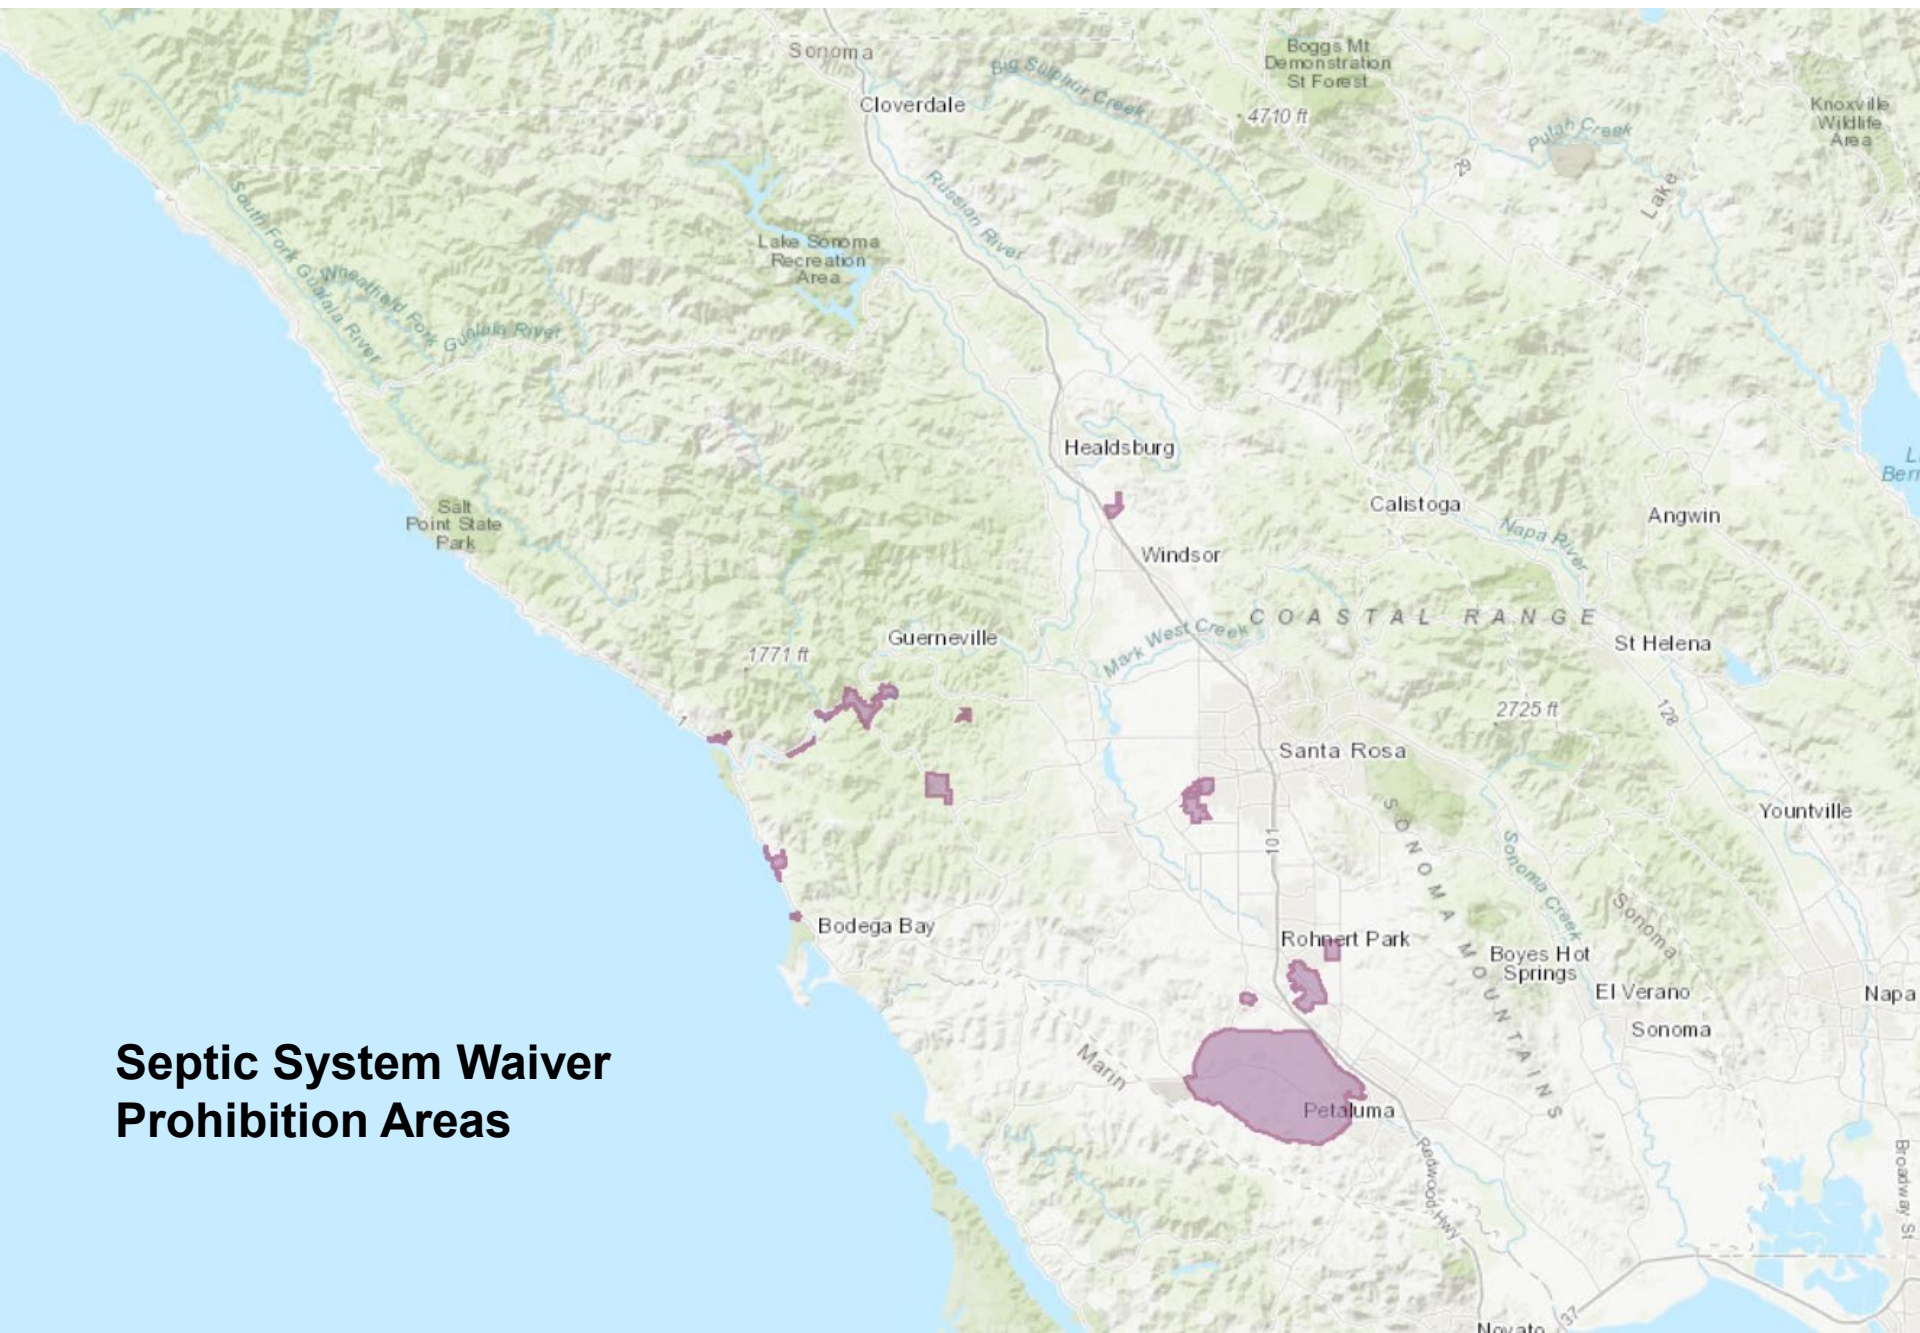 Sonoma
Cloverdale
Big Sulphur Creek
Boggs Mt
Demonstration
St Forest
4710 ft
Putah Creek
29
Lake
Knoxville
Wildlife
Area
Russian River
South Fork Gualala River
Wheatfield Fork
Gualala River
Lake Sonoma
Recreation
Area
Healdsburg
Calistoga
Angwin
Salt
Point State
Park
Napa River
Windsor
COASTAL RANGE
Mark West Creek
Guerneville
St Helena
1771 ft
1
2725 ft
128
Santa Rosa
Yountville
101
SONOMA MOUNTAINS
Sonoma Creek
Sonoma
Bodega Bay
Rohnert Park
Boyes Hot
Springs
El Verano
Napa
Sonoma
Marin
Septic System Waiver
Prohibition Areas
Petaluma
Redwood Hwy
Broadway St
37
Novato